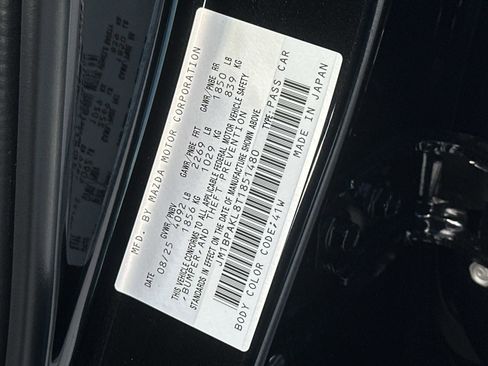 MFD. BY MAZDA MOTOR CORPORATION
DATE GVWR/PNBV GAWR/PNBE FRT GAWR/PNBE RR
08/25 4092 LB 2269 LB 1850 LB
1856 KG 1029 KG 839 KG
THIS VEHICLE CONFORMS TO ALL APPLICABLE FEDERAL MOTOR VEHICLE SAFETY,
BUMPER, AND THEFT PREVENTION
STANDARDS IN EFFECT ON THE DATE OF MANUFACTURE SHOWN ABOVE.
JM1BPAKL8T1851480 TYPE: PASS CAR
BODY COLOR CODE: 41W MADE IN JAPAN